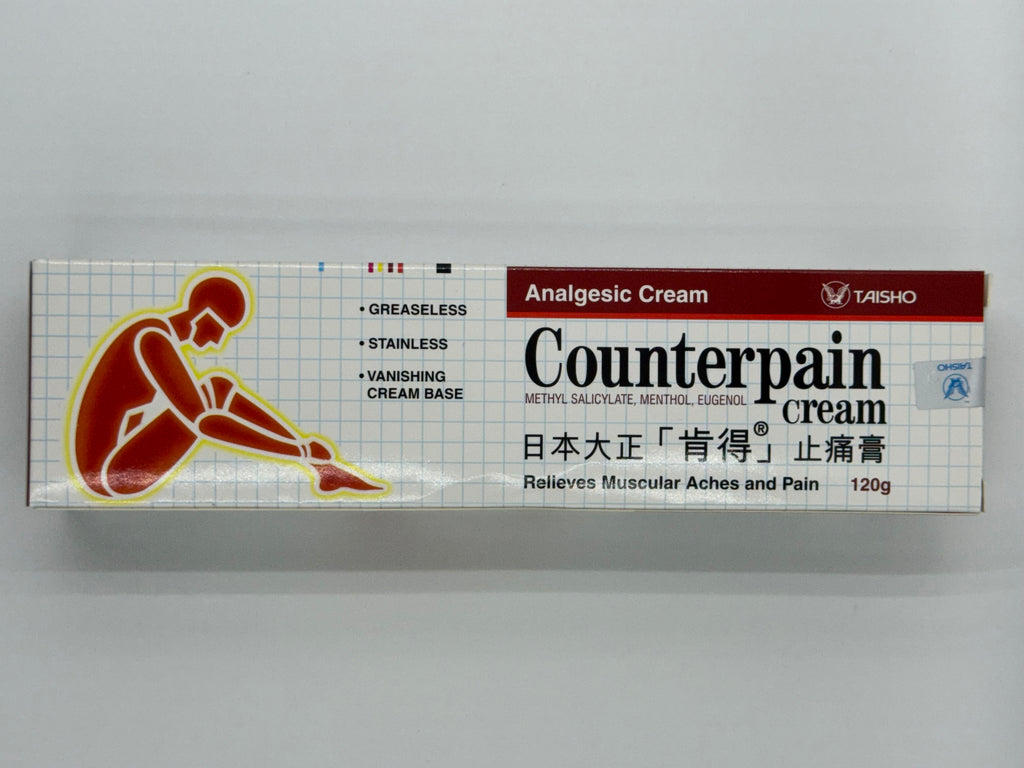 • GREASELESS
• STAINLESS
• VANISHING
CREAM BASE
Analgesic Cream
TAISHO
Counterpain
METHYL SALICYLATE, MENTHOL, EUGENOL
cream
日本大正「肯得®」止痛膏
Relieves Muscular Aches and Pain 120g
TAISHO